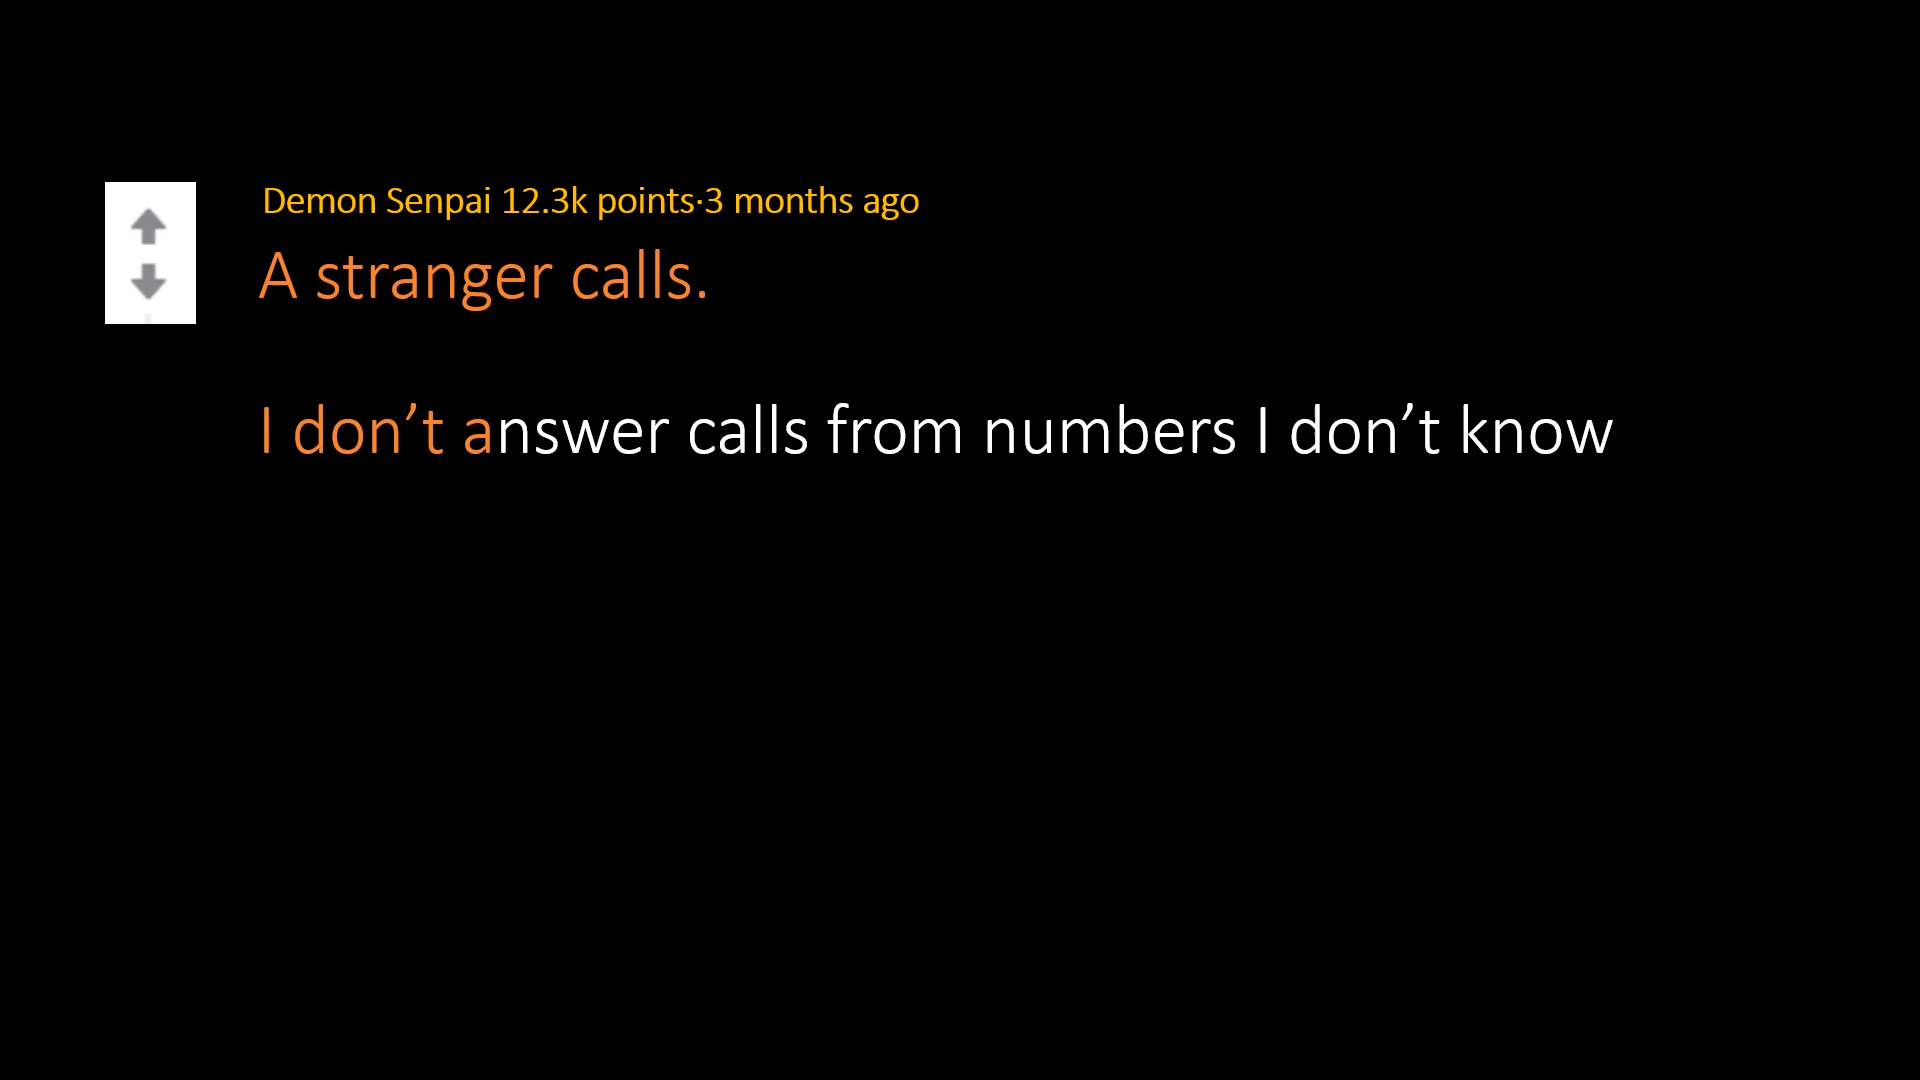 Demon Senpai 12.3k points·3 months ago
A stranger calls.
I don’t answer calls from numbers I don’t know